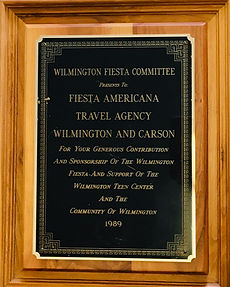 WILMINGTON FIESTA COMMITTEE
PRESENTS TO:
FIESTA AMERICANA
TRAVEL AGENCY
WILMINGTON AND CARSON
FOR YOUR GENEROUS CONTRIBUTION
AND SPONSORSHIP OF THE WILMINGTON
FIESTA AND SUPPORT OF THE
WILMINGTON TEEN CENTER
AND THE
COMMUNITY OF WILMINGTON
1989